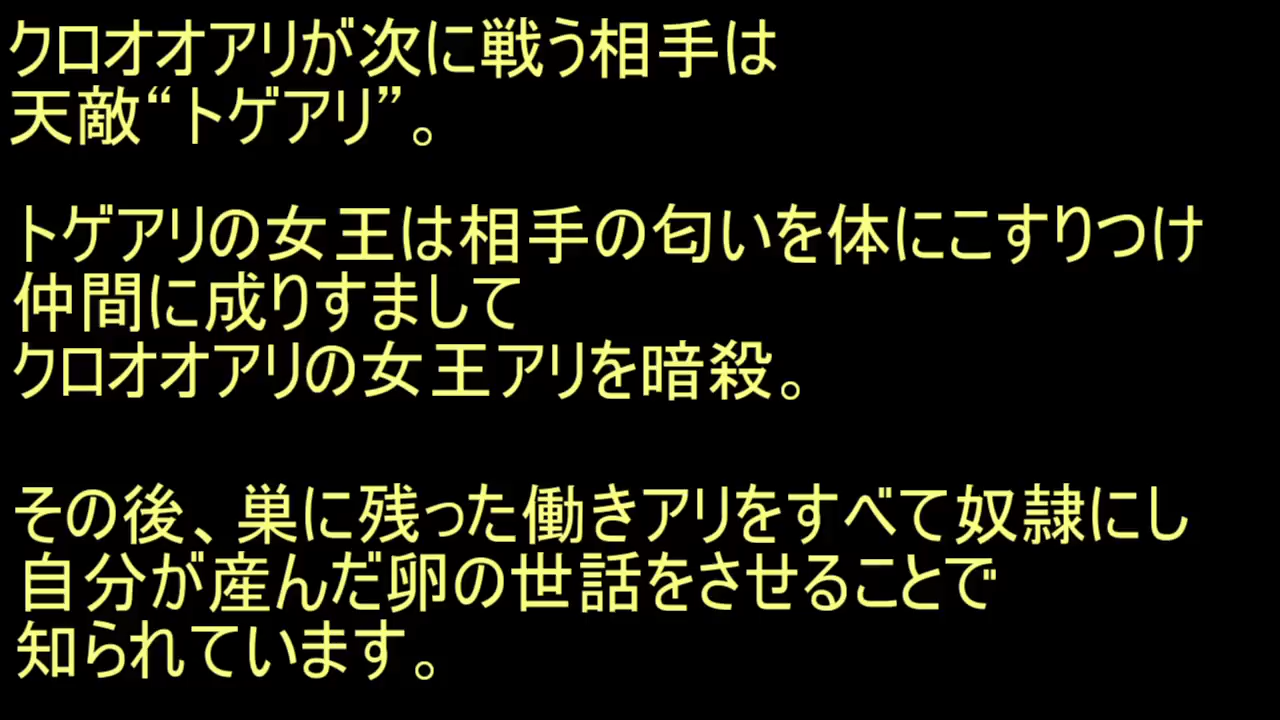 クロオオアリが次に戦う相手は
天敵“トゲアリ”。
トゲアリの女王は相手の匂いを体にこすりつけ
仲間に成りすまして
クロオオアリの女王アリを暗殺。
その後、巣に残った働きアリをすべて奴隷にし
自分が産んだ卵の世話をさせることで
知られています。